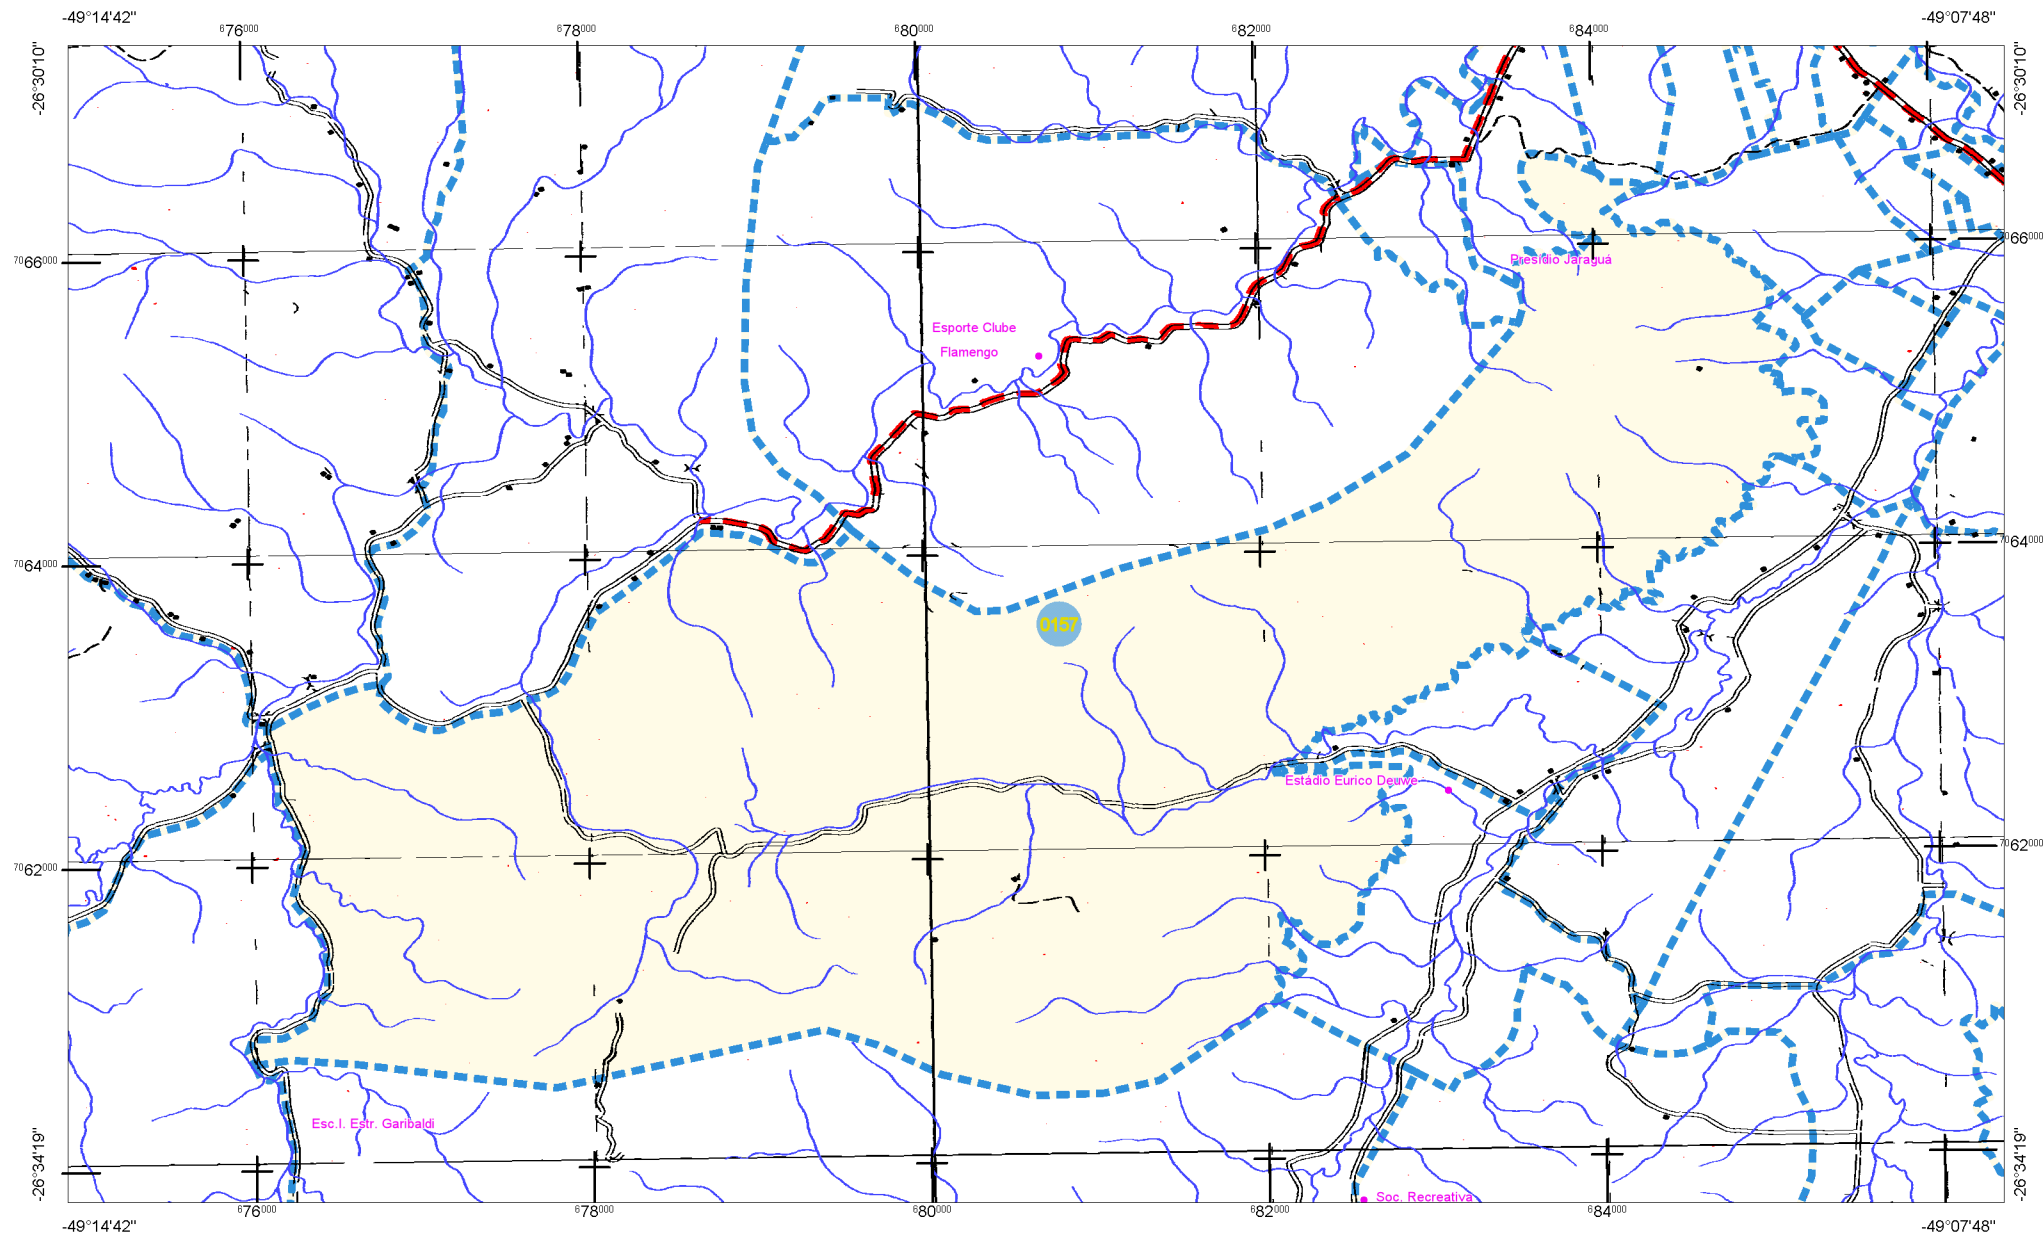 -49°14'42" -49°07'48"
676000 678000 680000 682000 684000
-26°30'10" -26°30'10"
7066000 7066000
Presídio Jaraguá
Esporte Clube
Flamengo
7064000 7064000
0157
Estádio Eurico Deuwe
7062000 7062000
Esc.I. Estr. Garibaldi
-26°34'19" -26°34'19"
Soc. Recreativa
676000 678000 680000 682000 684000
-49°14'42" -49°07'48"